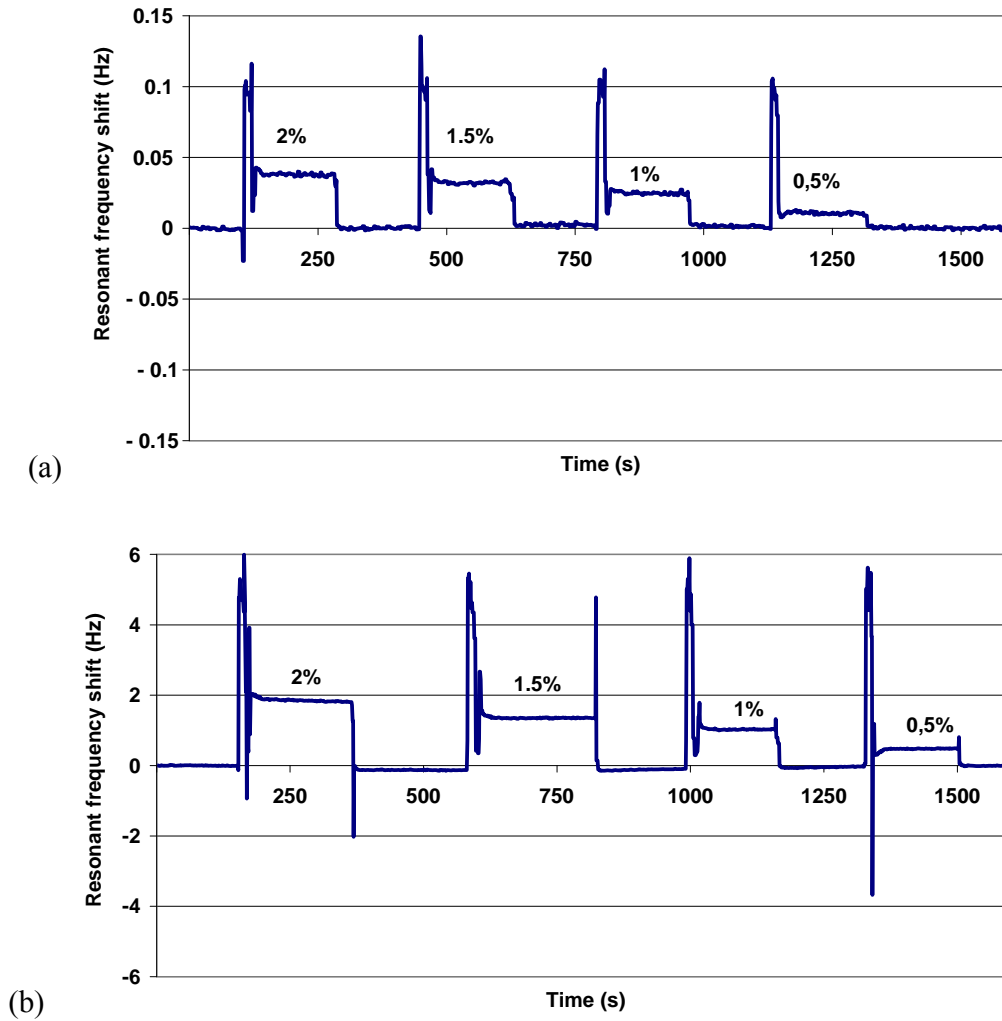 0.15
0.1
0.05
0
- 0.05
- 0.1
- 0.15
Resonant frequency shift (Hz)
2%
1.5%
1%
0,5%
250 500 750 1000 1250 1500
Time (s)
(a)
6
4
2
0
-2
-4
-6
Resonant frequency shift (Hz)
2%
1.5%
1%
0,5%
250 500 750 1000 1250 1500
Time (s)
(b)